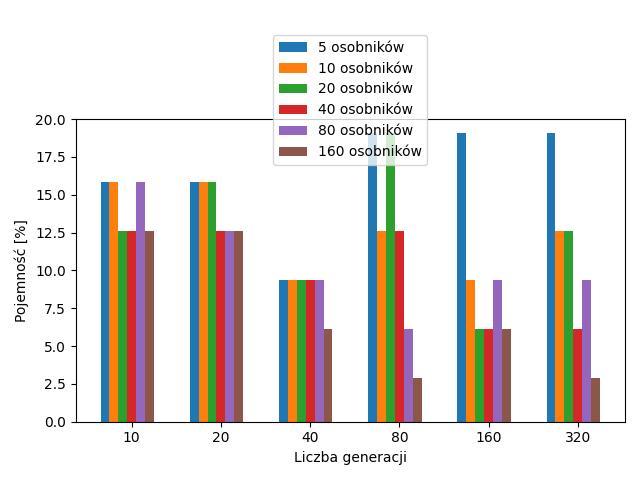 5 osobników
10 osobników
20 osobników
40 osobników
80 osobników
160 osobników
20.0
17.5
15.0
12.5
10.0
7.5
5.0
2.5
0.0
Pojemność [%]
10 20 40 80 160 320
Liczba generacji